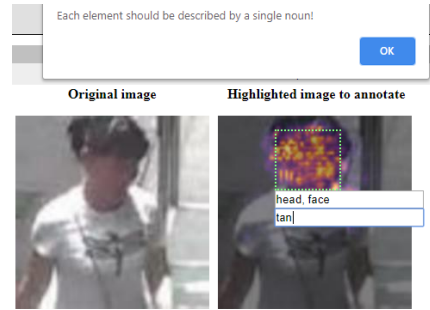 Each element should be described by a single noun!
OK
Original image
Highlighted image to annotate
head, face
tan